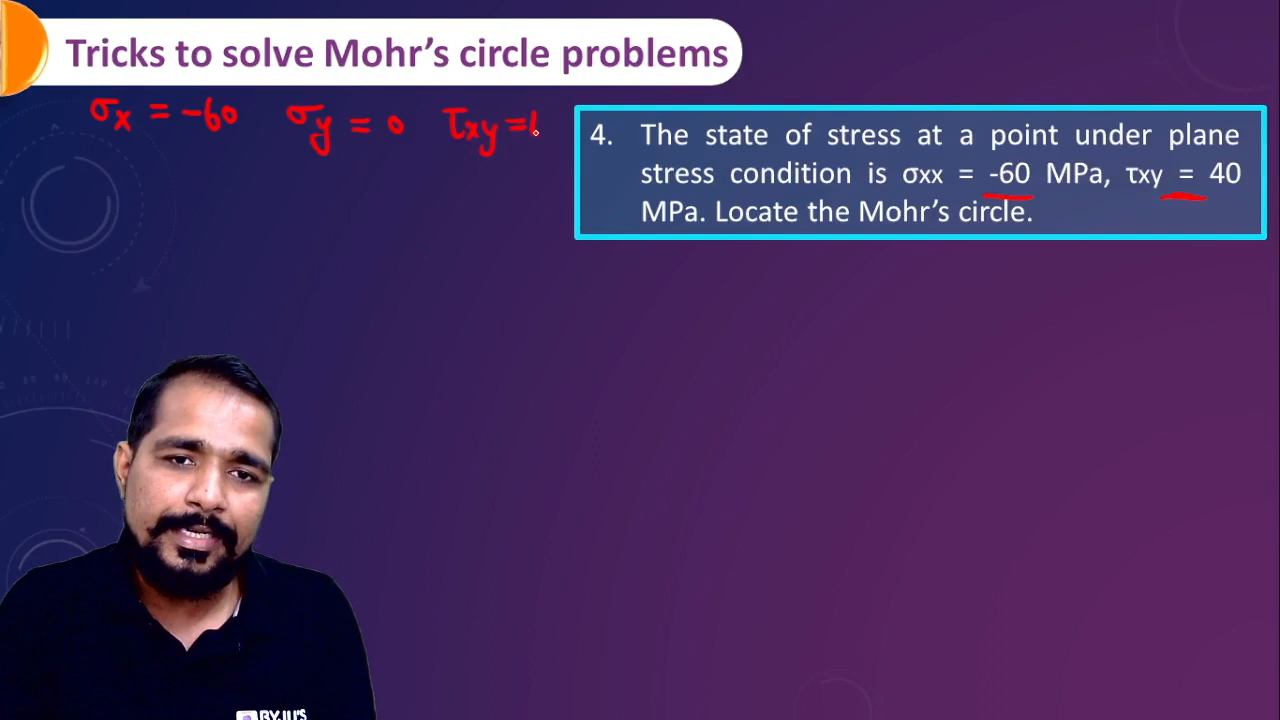 Tricks to solve Mohr's circle problems
σx = -60 σy = 0 τxy =
4. The state of stress at a point under plane
stress condition is σxx = -60 MPa, τxy = 40
MPa. Locate the Mohr's circle.
BYJU'S